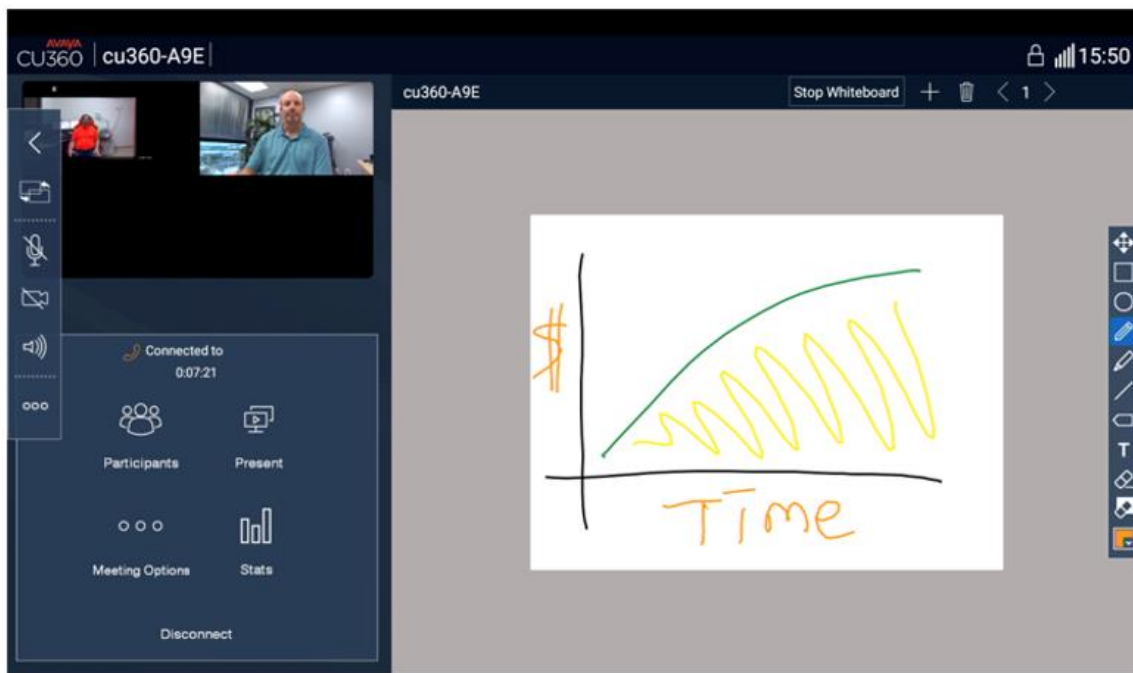 AVAYA
CU360 cu360-A9E 15:50
cu360-A9E Stop Whiteboard 1
Connected to
0:07:21
Participants Present
Meeting Options Stats
Disconnect
$
Time
T